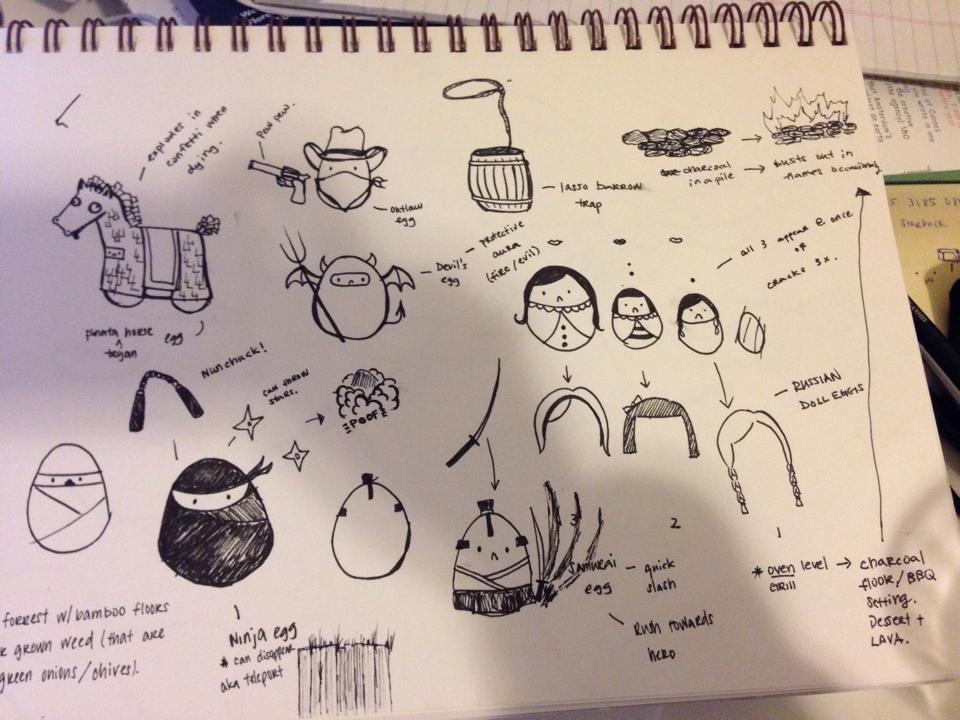 explodes in
confetti when
dying.
pew pew.
outlaw
egg
lasso barrow
trap
charcoal
in a pile
busts out in
flames occasionally
pinata horse egg
trojan
Devil's
egg
protective
aura
(fire/evil)
all 3 appear @ once
or
cracks 3x.
Nunchuck!
can throw
stars.
POOF
RUSSIAN
DOLL EGGS
3
2
1
Samurai
egg
quick
slash
Rush towards
hero
* oven level
GRILL
charcoal
floor/BBQ
setting.
Dessert +
LAVA.
forrest w/bamboo floors
grown weed (that are
green onions/chives).
Ninja egg
* can disappear
aka teleport
Starbuck